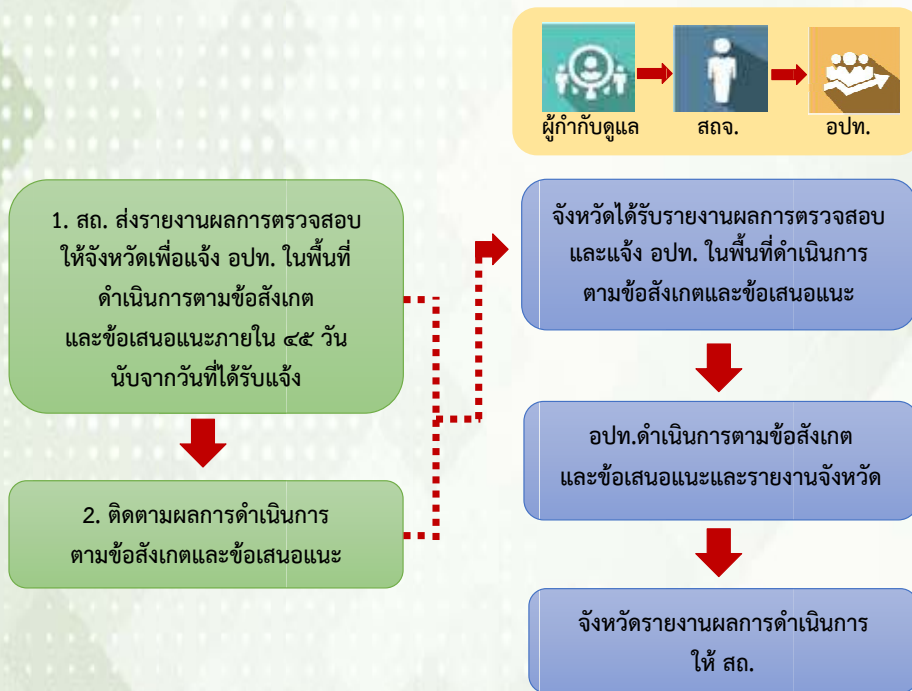 ผู้กำกับดูแล สถจ. อปท.
1. สถ. ส่งรายงานผลการตรวจสอบ
ให้จังหวัดเพื่อแจ้ง อปท. ในพื้นที่
ดำเนินการตามข้อสังเกต
และข้อเสนอแนะภายใน ๔๕ วัน
นับจากวันที่ได้รับแจ้ง
2. ติดตามผลการดำเนินการ
ตามข้อสังเกตและข้อเสนอแนะ
จังหวัดได้รับรายงานผลการตรวจสอบ
และแจ้ง อปท. ในพื้นที่ดำเนินการ
ตามข้อสังเกตและข้อเสนอแนะ
อปท.ดำเนินการตามข้อสังเกต
และข้อเสนอแนะและรายงานจังหวัด
จังหวัดรายงานผลการดำเนินการ
ให้ สถ.